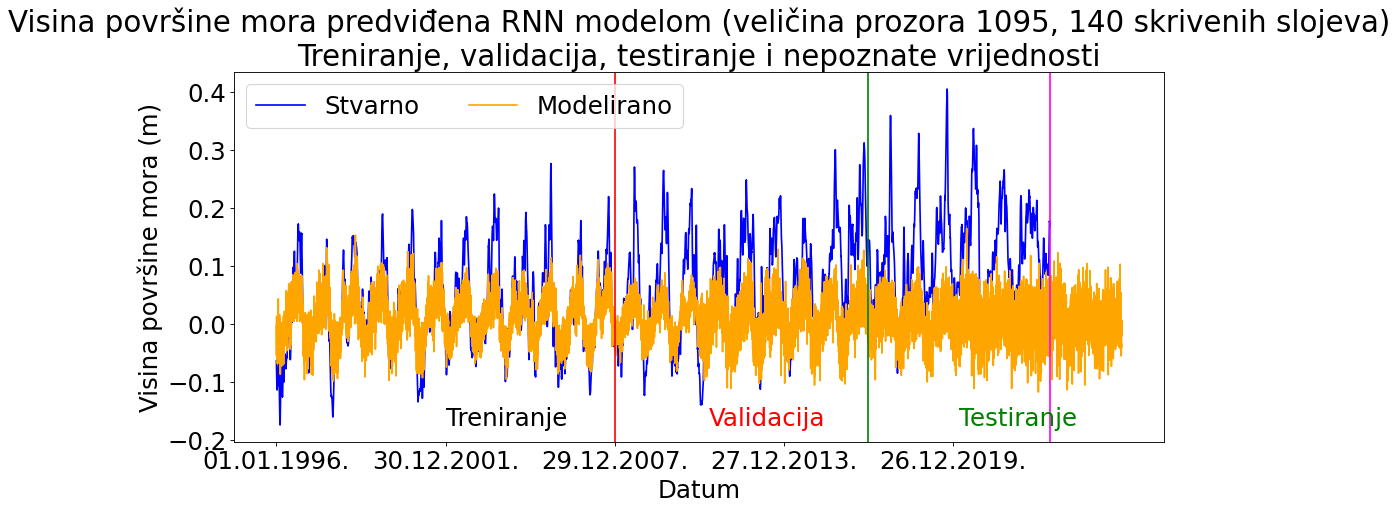 Visina površine mora predviđena RNN modelom (veličina prozora 1095, 140 skrivenih slojeva)
Treniranje, validacija, testiranje i nepoznate vrijednosti
Stvarno Modelirano
Visina površine mora (m)
0.4
0.3
0.2
0.1
0.0
−0.1
−0.2
Treniranje Validacija Testiranje
01.01.1996. 30.12.2001. 29.12.2007. 27.12.2013. 26.12.2019.
Datum